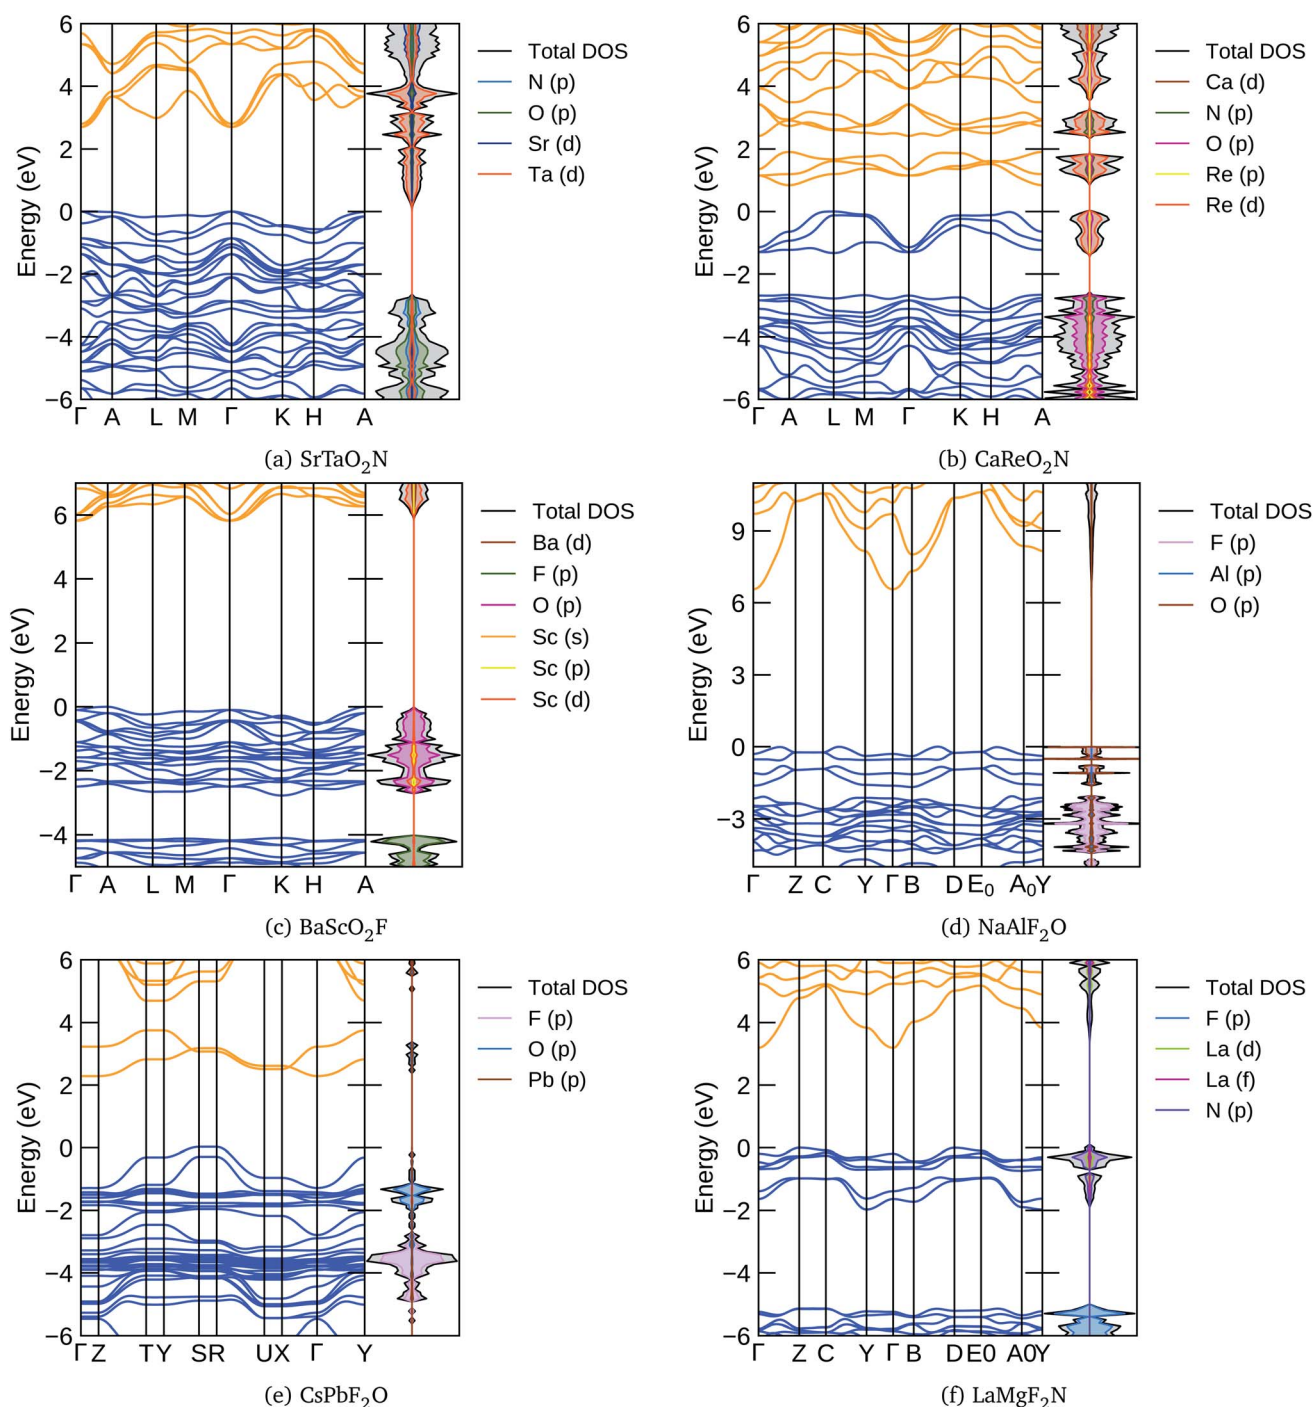 Energy (eV)
6
4
2
0
−2
−4
−6
Γ A L M Γ K H A
Total DOS
N (p)
O (p)
Sr (d)
Ta (d)
(a) SrTaO₂N
Energy (eV)
6
4
2
0
−2
−4
−6
Γ A L M Γ K H A
Total DOS
Ca (d)
N (p)
O (p)
Re (p)
Re (d)
(b) CaReO₂N
Energy (eV)
6
4
2
0
−2
−4
Γ A L M Γ K H A
Total DOS
Ba (d)
F (p)
O (p)
Sc (s)
Sc (p)
Sc (d)
(c) BaScO₂F
Energy (eV)
9
6
3
0
−3
Γ Z C Y Γ B D E₀ A₀ Y
Total DOS
F (p)
Al (p)
O (p)
(d) NaAlF₂O
Energy (eV)
6
4
2
0
−2
−4
−6
Γ Z T Y S R U X Γ Y
Total DOS
F (p)
O (p)
Pb (p)
(e) CsPbF₂O
Energy (eV)
6
4
2
0
−2
−4
−6
Γ Z C Y Γ B D E0 A0 Y
Total DOS
F (p)
La (d)
La (f)
N (p)
(f) LaMgF₂N